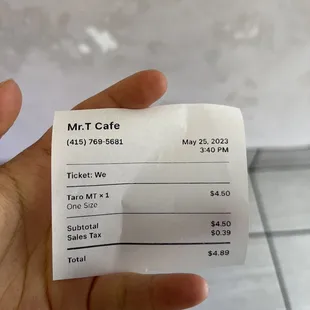 Mr.T Cafe
(415) 769-5681 May 25, 2023
3:40 PM
Ticket: We
Taro MT × 1 $4.50
One Size
Subtotal $4.50
Sales Tax $0.39
Total $4.89